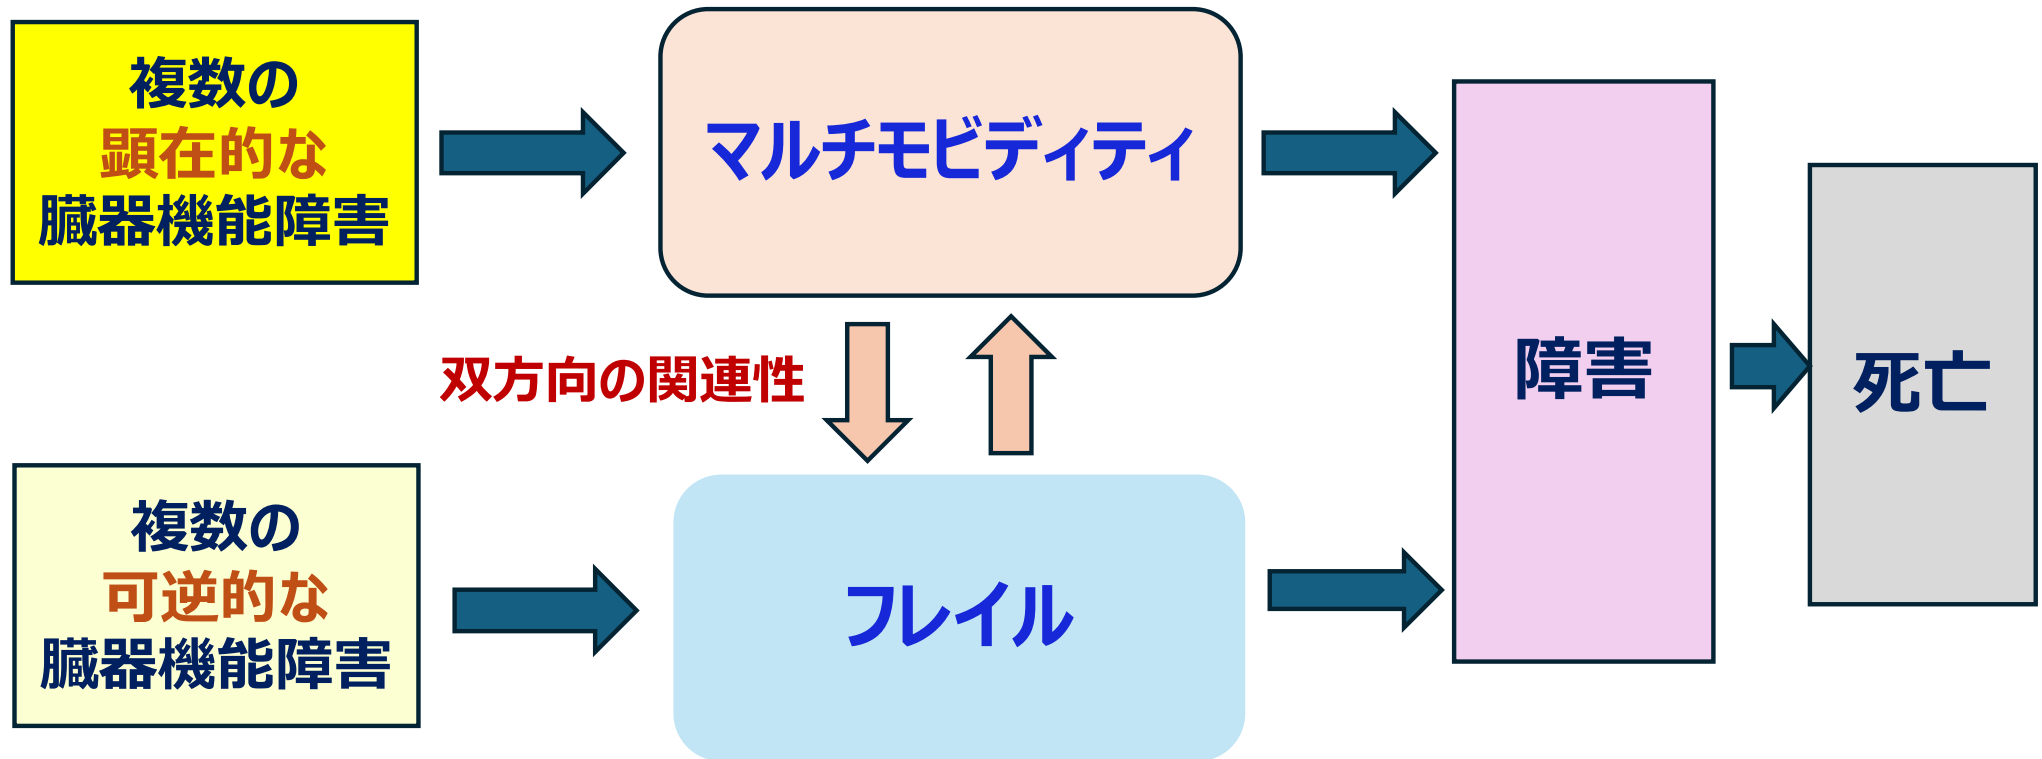 複数の
顕在的な
臓器機能障害
マルチモビディティ
双方向の関連性
複数の
可逆的な
臓器機能障害
フレイル
障害
死亡